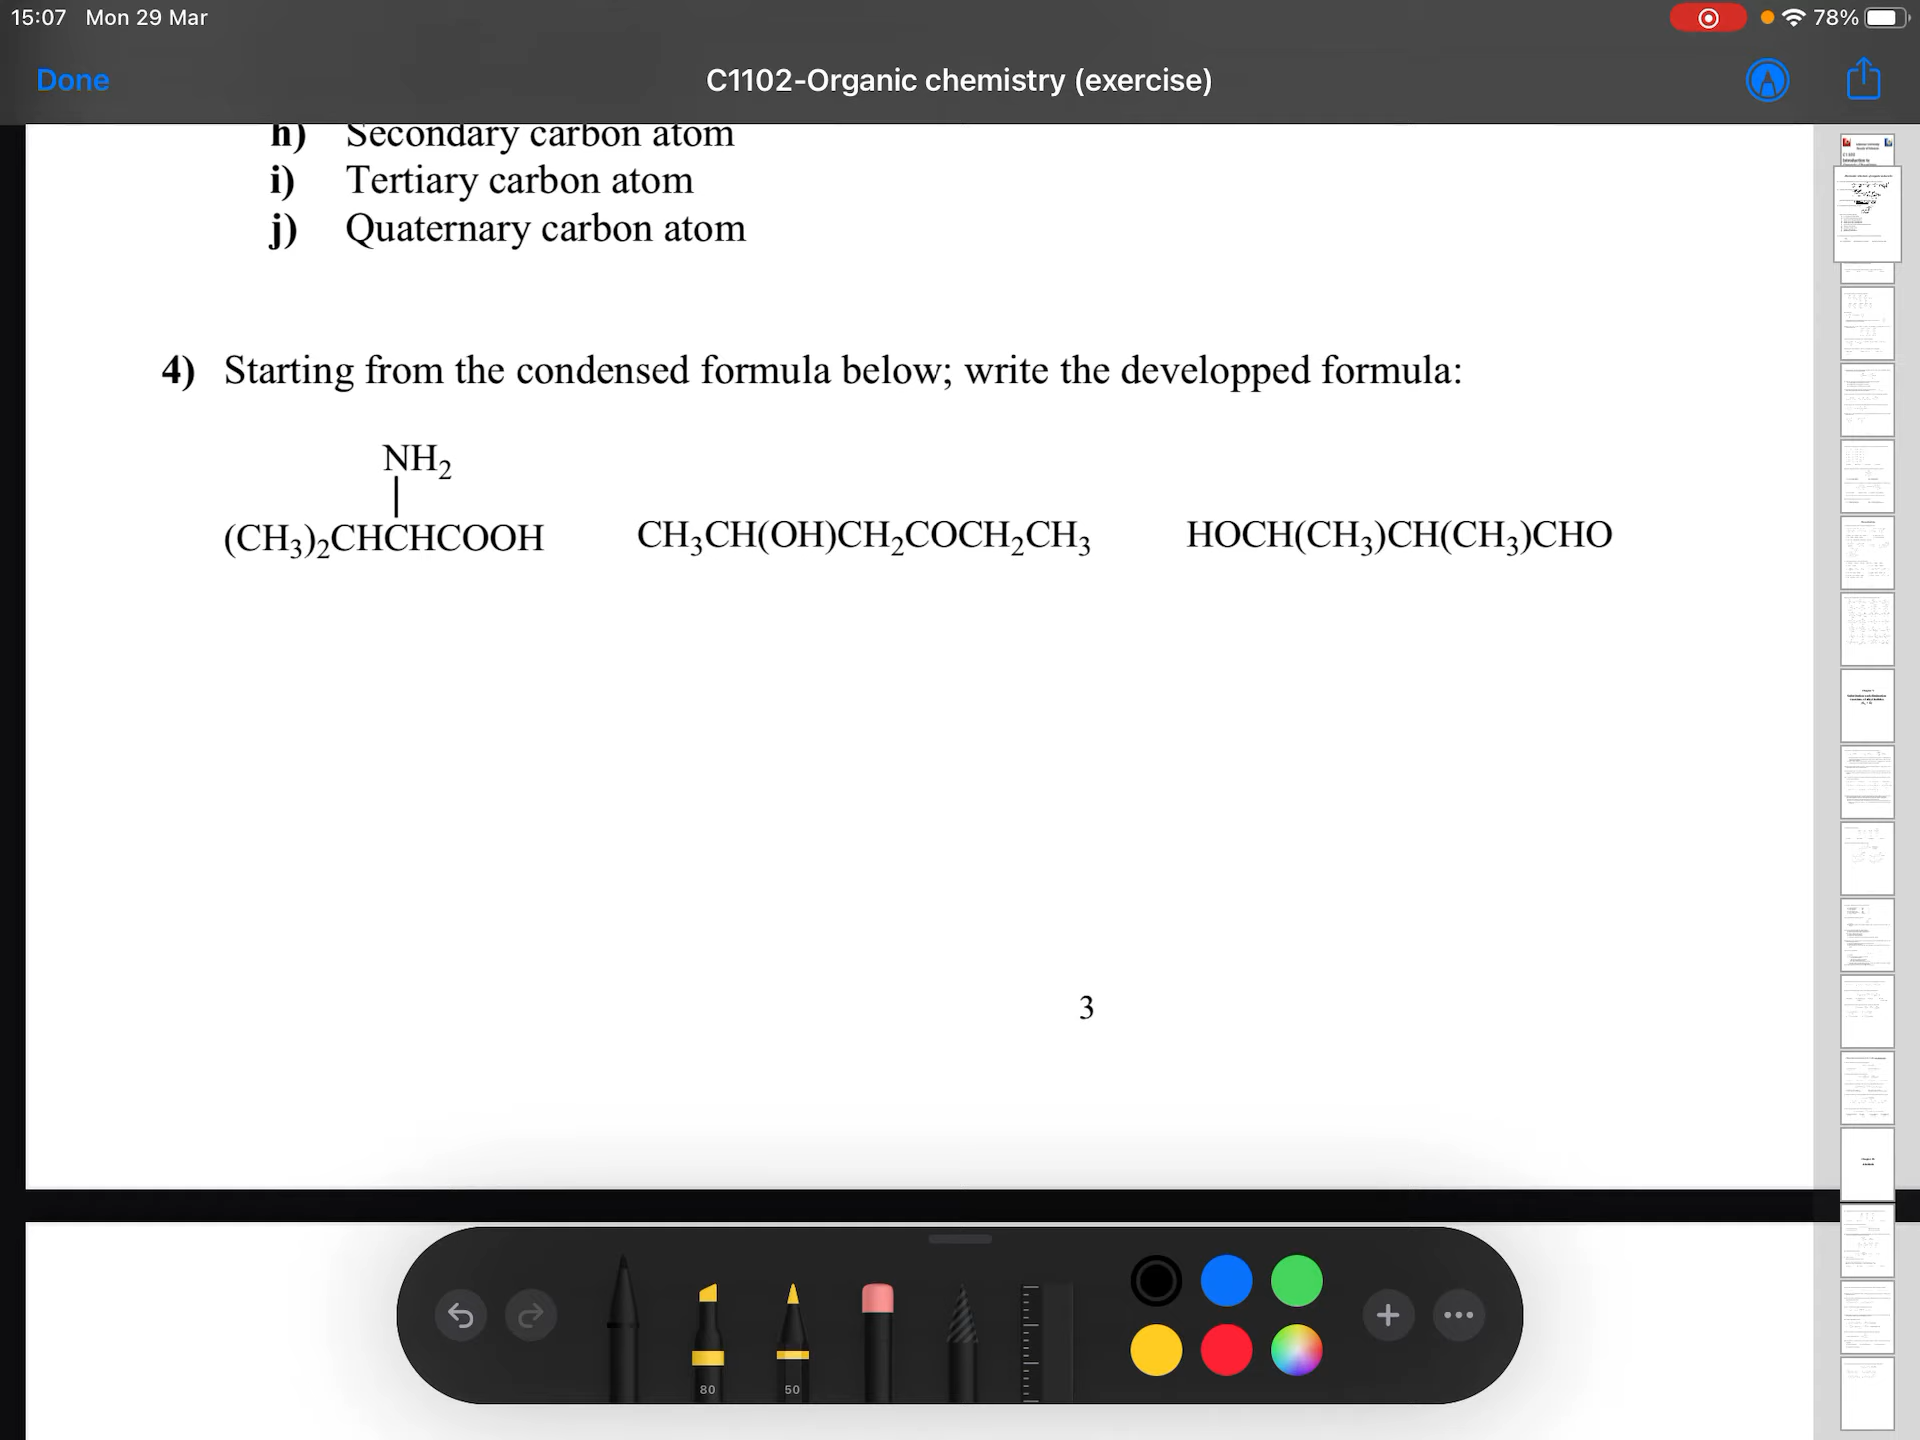 15:07 Mon 29 Mar
78%
Done
C1102-Organic chemistry (exercise)
h) Secondary carbon atom
i) Tertiary carbon atom
j) Quaternary carbon atom
4) Starting from the condensed formula below; write the developped formula:
NH₂
(CH₃)₂CHCHCOOH CH₃CH(OH)CH₂COCH₂CH₃ HOCH(CH₃)CH(CH₃)CHO
3
80
50